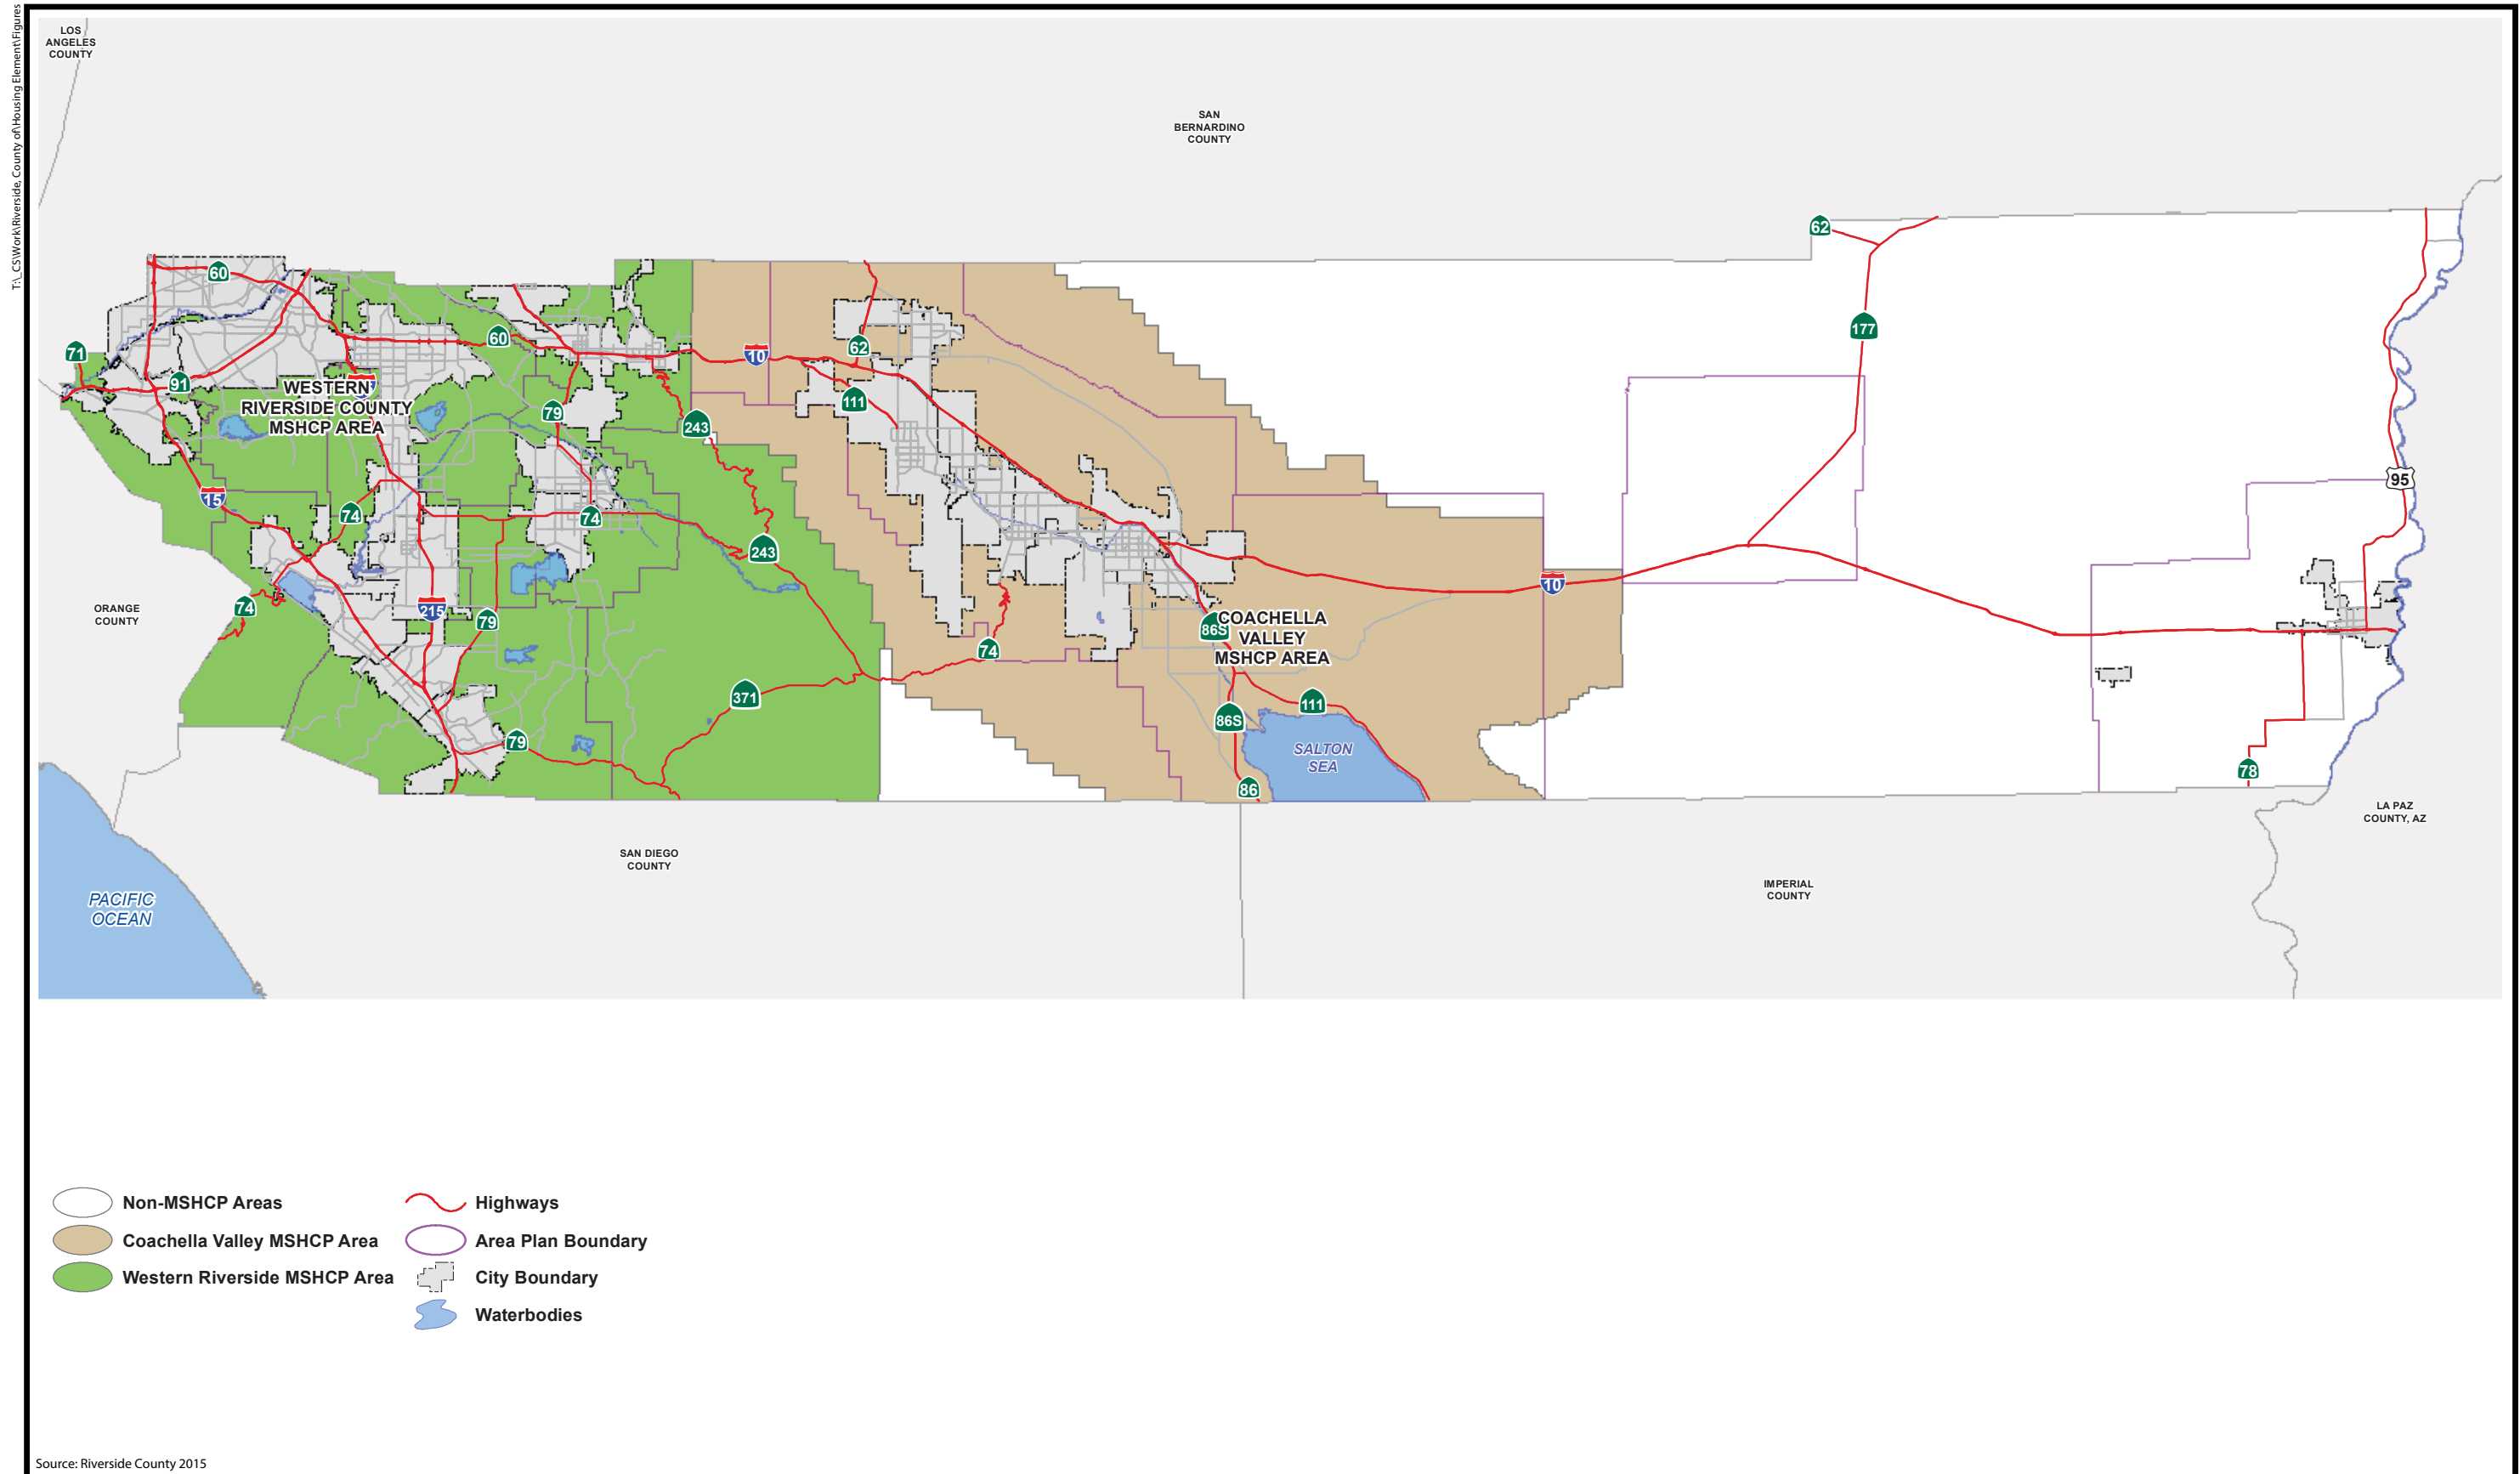 T:\_CS\Work\Riverside, County of\Housing Element\Figures
LOS
ANGELES
COUNTY
SAN
BERNARDINO
COUNTY
62
60
177
71
60
62
10
91
WESTERN
RIVERSIDE COUNTY
MSHCP AREA
79
111
243
95
15
74
74
243
10
74
ORANGE
COUNTY
215
79
86S
COACHELLA
VALLEY
MSHCP AREA
74
371
111
86S
79
SALTON
SEA
86
78
LA PAZ
COUNTY, AZ
SAN DIEGO
COUNTY
IMPERIAL
COUNTY
PACIFIC
OCEAN
Non-MSHCP Areas
Coachella Valley MSHCP Area
Western Riverside MSHCP Area
Highways
Area Plan Boundary
City Boundary
Waterbodies
Source: Riverside County 2015